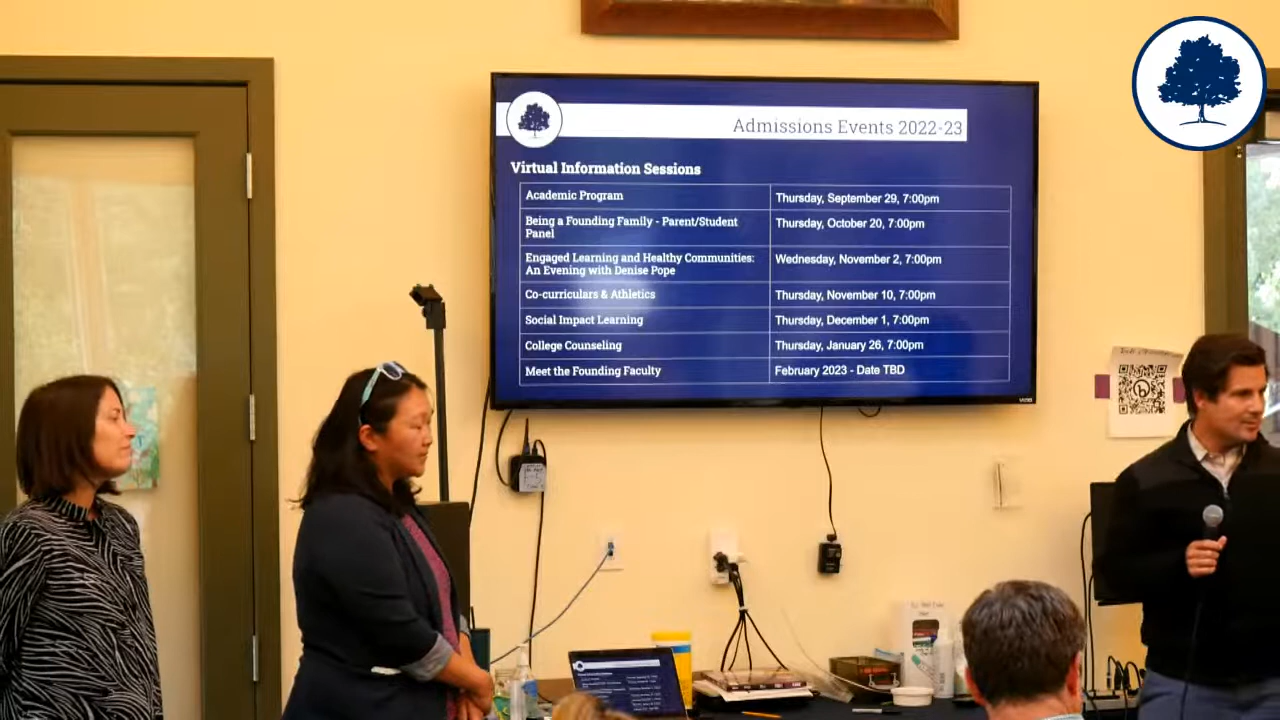 Admissions Events 2022-23
Virtual Information Sessions
Academic Program
Thursday, September 29, 7:00pm
Being a Founding Family - Parent/Student
Panel
Thursday, October 20, 7:00pm
Engaged Learning and Healthy Communities:
An Evening with Denise Pope
Wednesday, November 2, 7:00pm
Co-curriculars & Athletics
Thursday, November 10, 7:00pm
Social Impact Learning
Thursday, December 1, 7:00pm
College Counseling
Thursday, January 26, 7:00pm
Meet the Founding Faculty
February 2023 - Date TBD
VIZIO